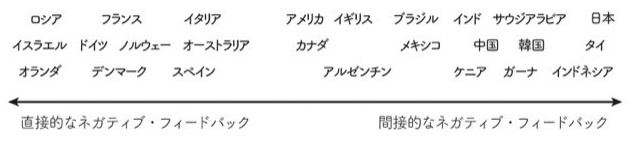 ロシア フランス イタリア アメリカ イギリス ブラジル インド サウジアラビア 日本
イスラエル ドイツ ノルウェー オーストラリア カナダ メキシコ 中国 韓国 タイ
オランダ デンマーク スペイン アルゼンチン ケニア ガーナ インドネシア
直接的なネガティブ・フィードバック 間接的なネガティブ・フィードバック